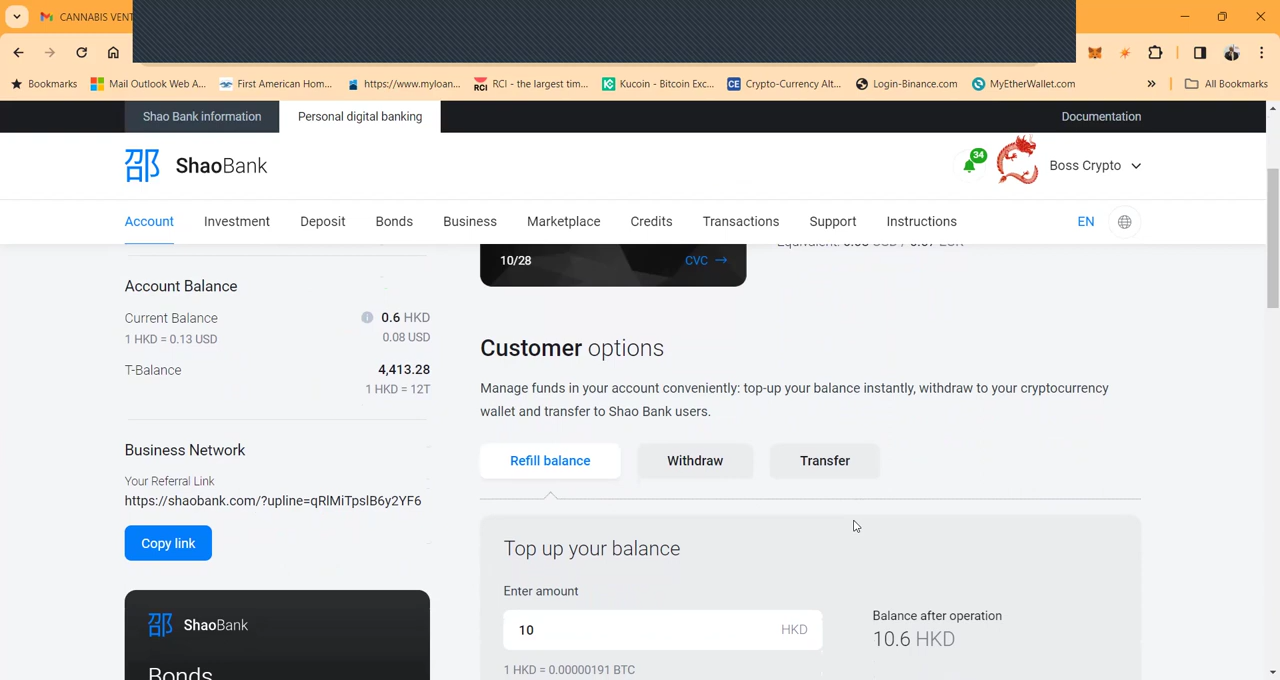 CANNABIS VENT
Bookmarks
Mail Outlook Web A...
First American Hom...
https://www.myloan...
RCI - the largest tim...
Kucoin - Bitcoin Exc...
Crypto-Currency Alt...
Login-Binance.com
MyEtherWallet.com
»
All Bookmarks
Shao Bank information
Personal digital banking
Documentation
邵 ShaoBank
34
Boss Crypto
Account
Investment
Deposit
Bonds
Business
Marketplace
Credits
Transactions
Support
Instructions
EN
10/28
CVC →
Account Balance
Current Balance
0.6 HKD
1 HKD = 0.13 USD
0.08 USD
T-Balance
4,413.28
1 HKD = 12T
Business Network
Your Referral Link
https://shaobank.com/?upline=qRlMiTpslB6y2YF6
Copy link
邵 ShaoBank
Bonds
Customer options
Manage funds in your account conveniently: top-up your balance instantly, withdraw to your cryptocurrency
wallet and transfer to Shao Bank users.
Refill balance
Withdraw
Transfer
Top up your balance
Enter amount
10
HKD
1 HKD = 0.00000191 BTC
Balance after operation
10.6 HKD